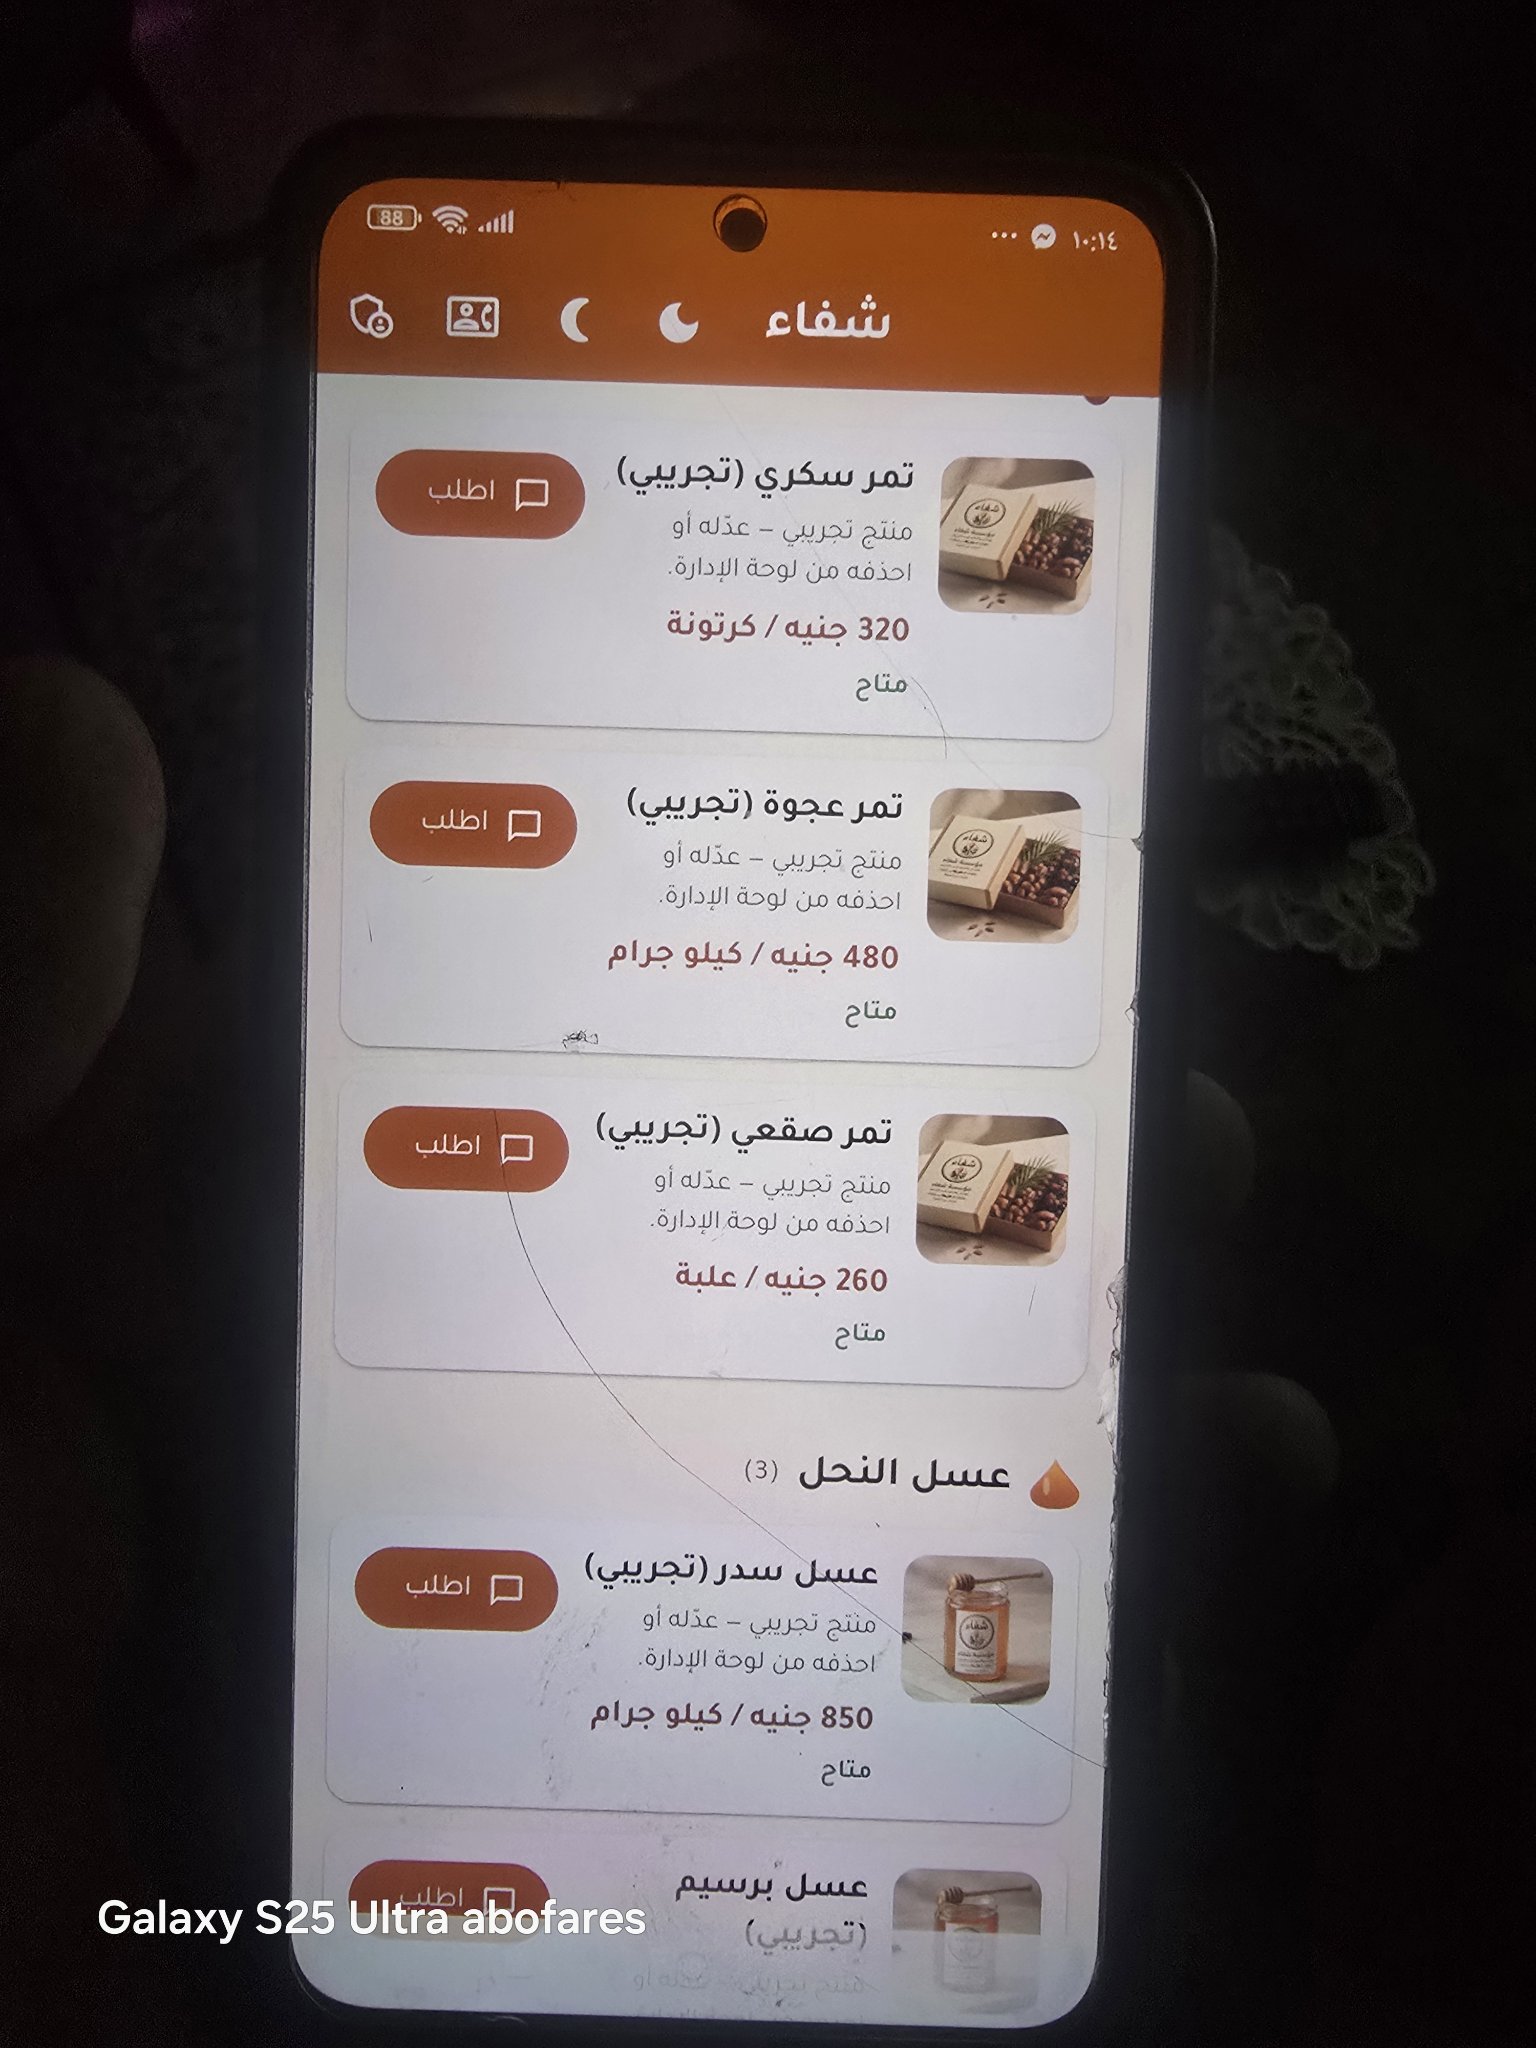 88
١٠:١٤
شفاء
تمر سكري (تجريبي)
اطلب
منتج تجريبي – عدّله أو
احذفه من لوحة الإدارة.
320 جنيه / كرتونة
متاح
شفاء
تمر عجوة (تجريبي)
اطلب
منتج تجريبي – عدّله أو
احذفه من لوحة الإدارة.
480 جنيه / كيلو جرام
متاح
شفاء
تمر صقعي (تجريبي)
اطلب
منتج تجريبي – عدّله أو
احذفه من لوحة الإدارة.
260 جنيه / علبة
متاح
شفاء
عسل النحل (3)
عسل سدر (تجريبي)
اطلب
منتج تجريبي – عدّله أو
احذفه من لوحة الإدارة.
850 جنيه / كيلو جرام
متاح
شفاء
عسل برسيم
(تجريبي)
اطلب
Galaxy S25 Ultra abofares